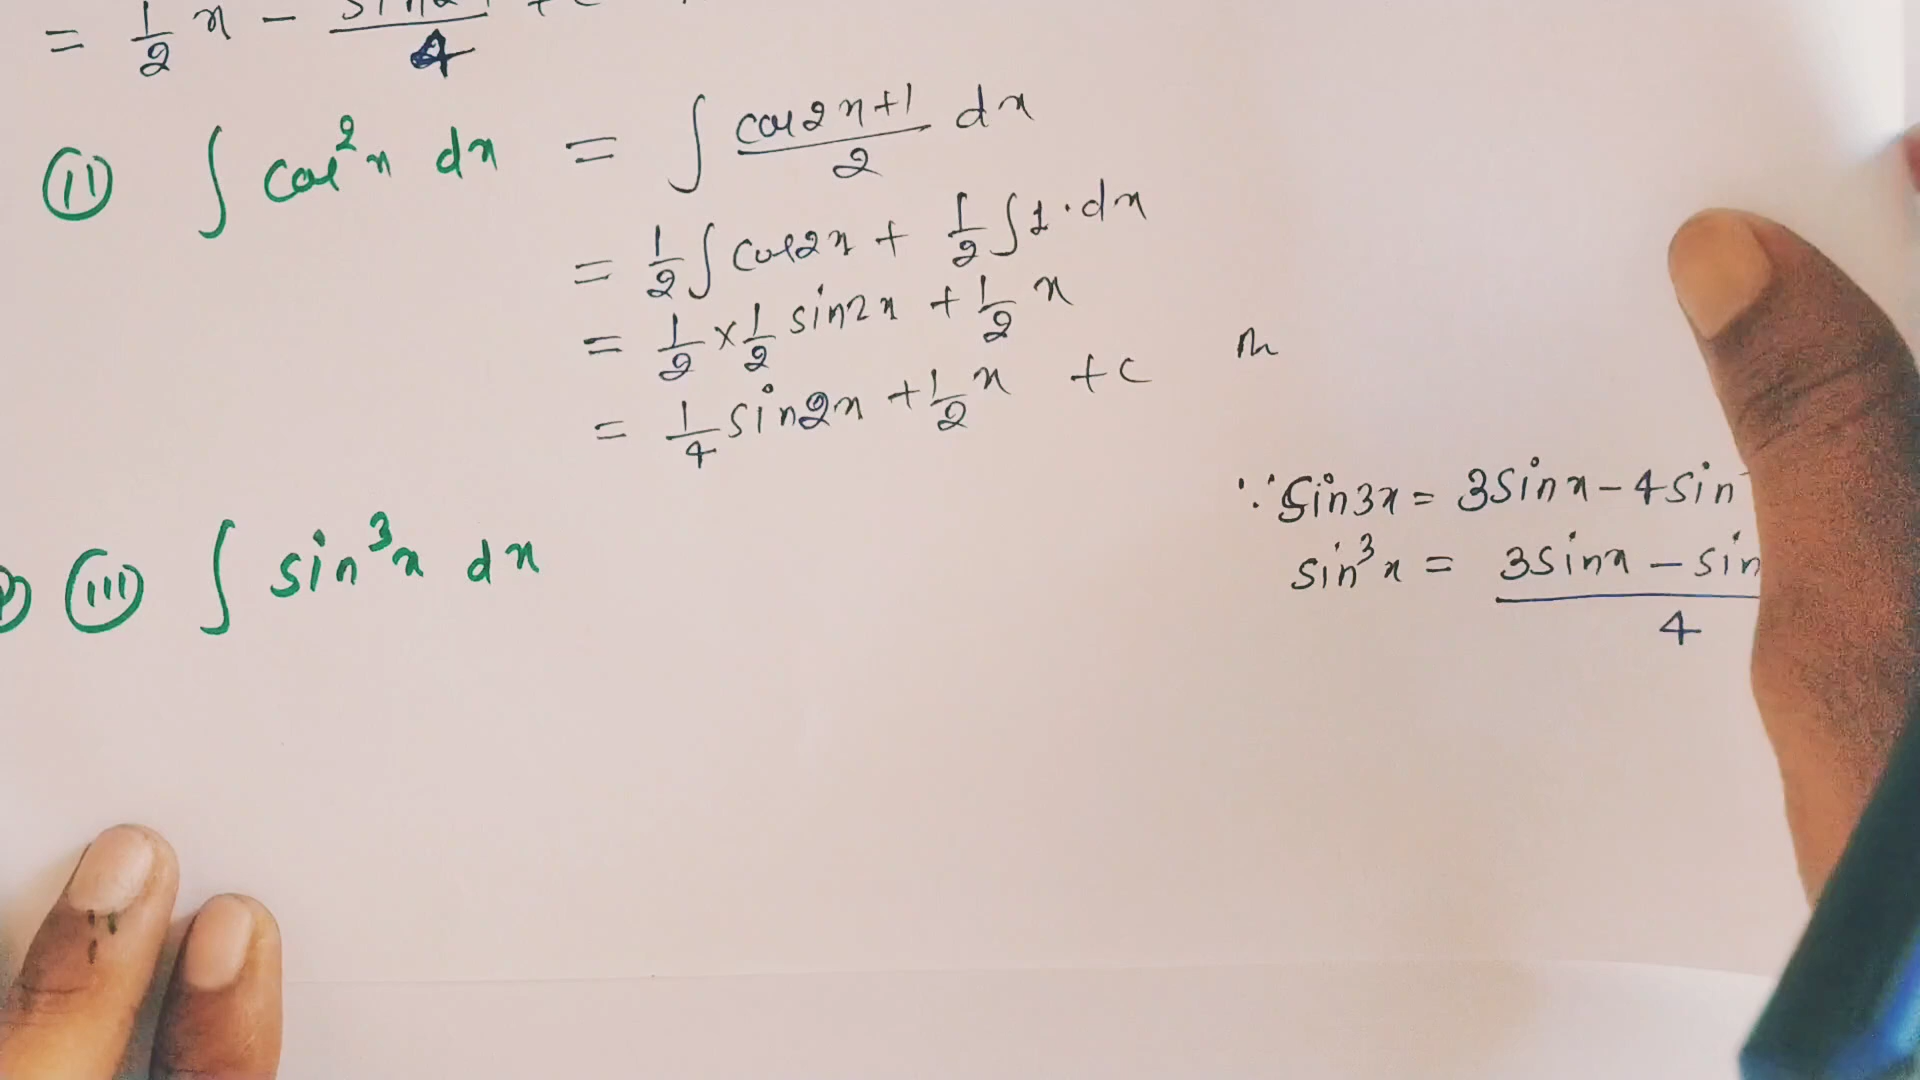 = 1/2 x - /4
(ii) ∫ cos²x dx = ∫ cos2x+1/2 dx
= 1/2 ∫ cos2x + 1/2 ∫ 1·dx
= 1/2 × 1/2 sin2x + 1/2 x
= 1/4 sin2x + 1/2 x + c
∵ sin3x = 3sinx - 4sin
(iii) ∫ sin³x dx
sin³x = 3sinx - sin/4